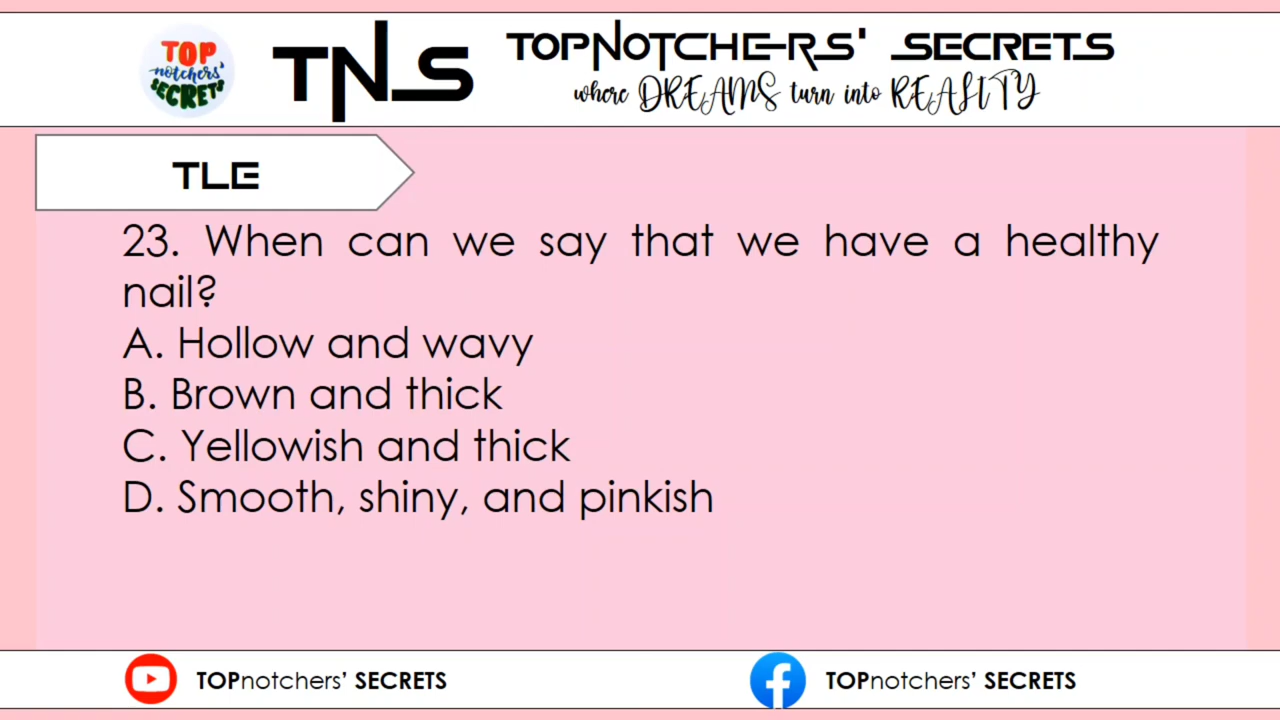 TOP
notchers'
SECRETS
TNS
TOPNOTCHERS' SECRETS
where DREAMS turn into REALITY
TLE
23. When can we say that we have a healthy
nail?
A. Hollow and wavy
B. Brown and thick
C. Yellowish and thick
D. Smooth, shiny, and pinkish
TOPnotchers' SECRETS
TOPnotchers' SECRETS